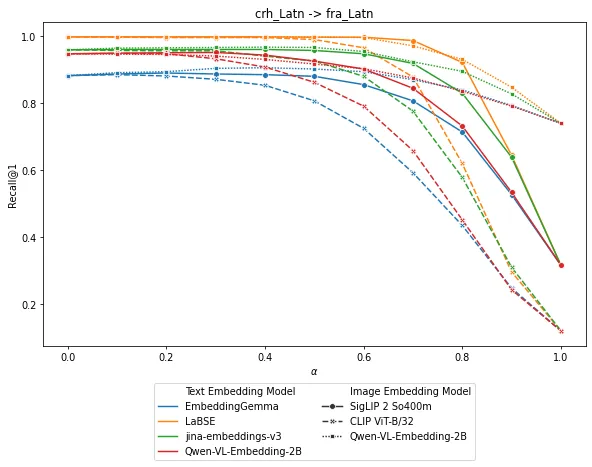 crh_Latn -> fra_Latn
Recall@1
1.0
0.8
0.6
0.4
0.2
0.0 0.2 0.4 0.6 0.8 1.0
α
Text Embedding Model Image Embedding Model
EmbeddingGemma SigLIP 2 So400m
LaBSE CLIP ViT-B/32
jina-embeddings-v3 Qwen-VL-Embedding-2B
Qwen-VL-Embedding-2B